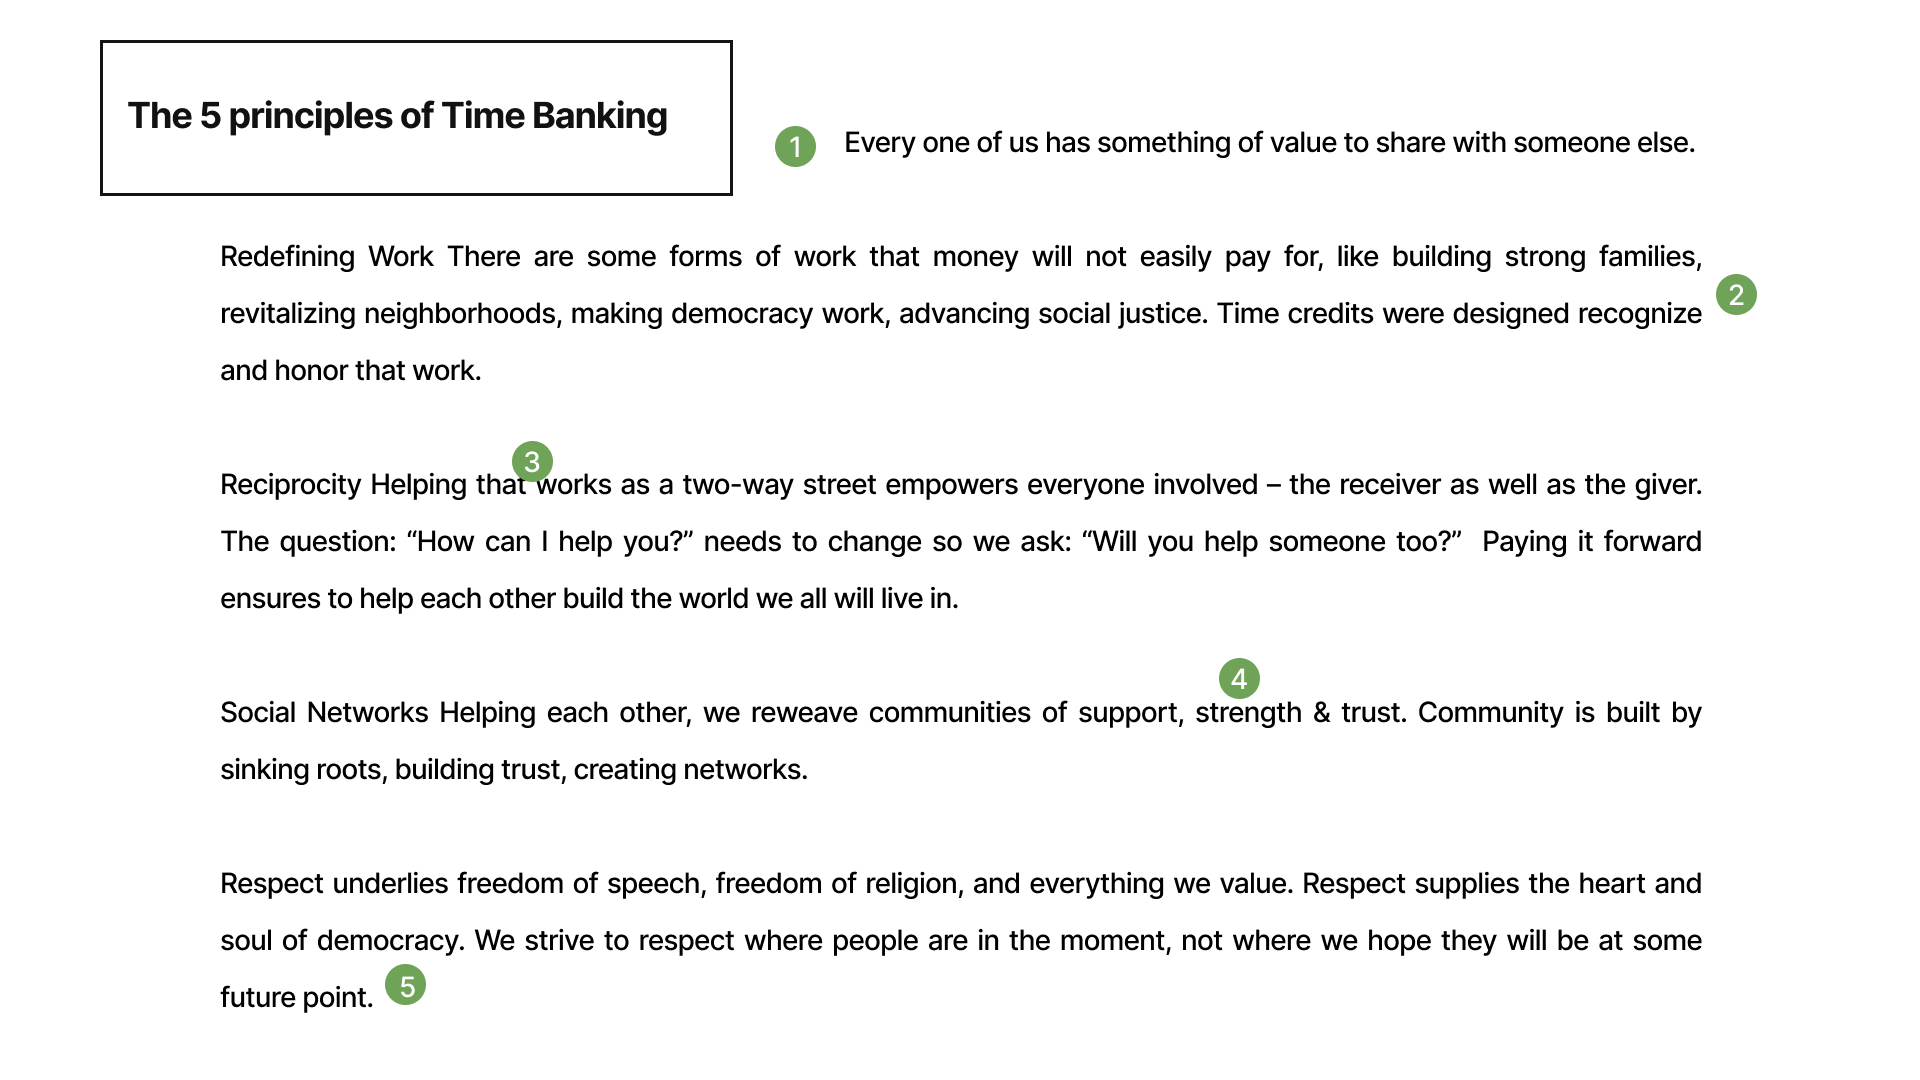 The 5 principles of Time Banking
1 Every one of us has something of value to share with someone else.
Redefining Work There are some forms of work that money will not easily pay for, like building strong families,
2
revitalizing neighborhoods, making democracy work, advancing social justice. Time credits were designed recognize
and honor that work.
3
Reciprocity Helping that works as a two-way street empowers everyone involved – the receiver as well as the giver.
The question: “How can I help you?” needs to change so we ask: “Will you help someone too?”  Paying it forward
ensures to help each other build the world we all will live in.
4
Social Networks Helping each other, we reweave communities of support, strength & trust. Community is built by
sinking roots, building trust, creating networks.
Respect underlies freedom of speech, freedom of religion, and everything we value. Respect supplies the heart and
soul of democracy. We strive to respect where people are in the moment, not where we hope they will be at some
future point. 5